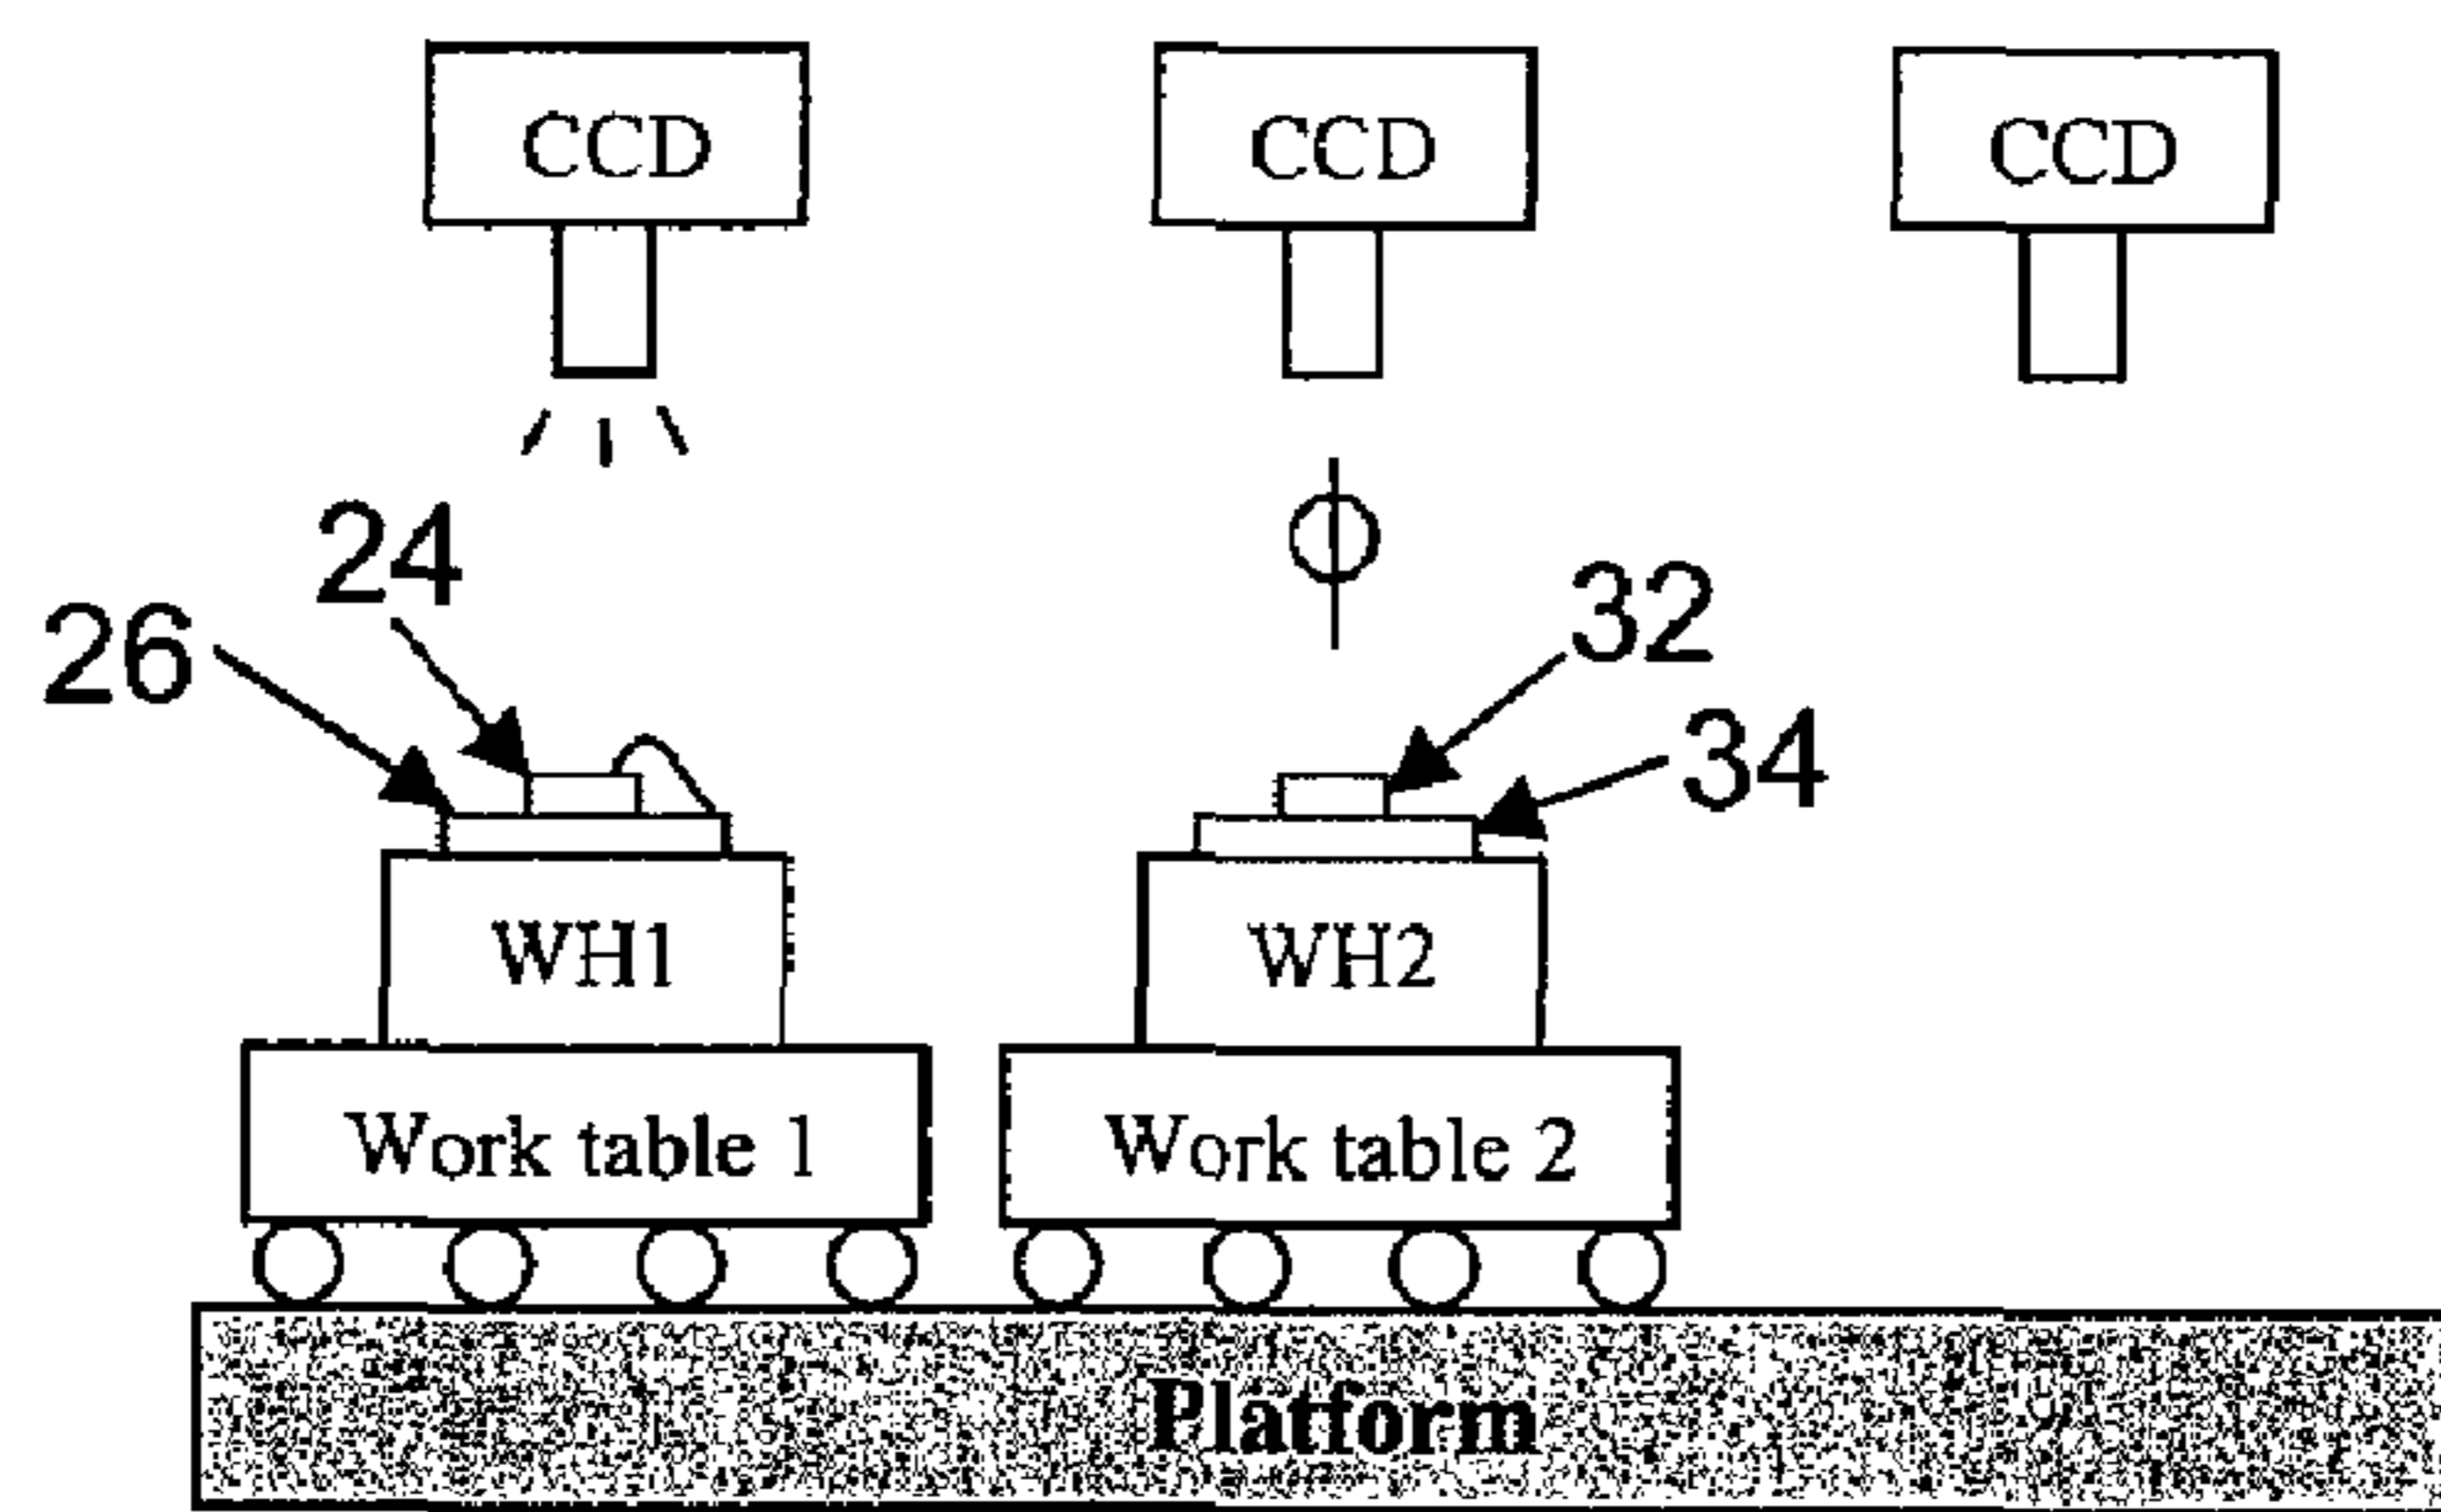 CCD CCD CCD
24
32
26
34
WH1 WH2
Work table 1 Work table 2
Platform